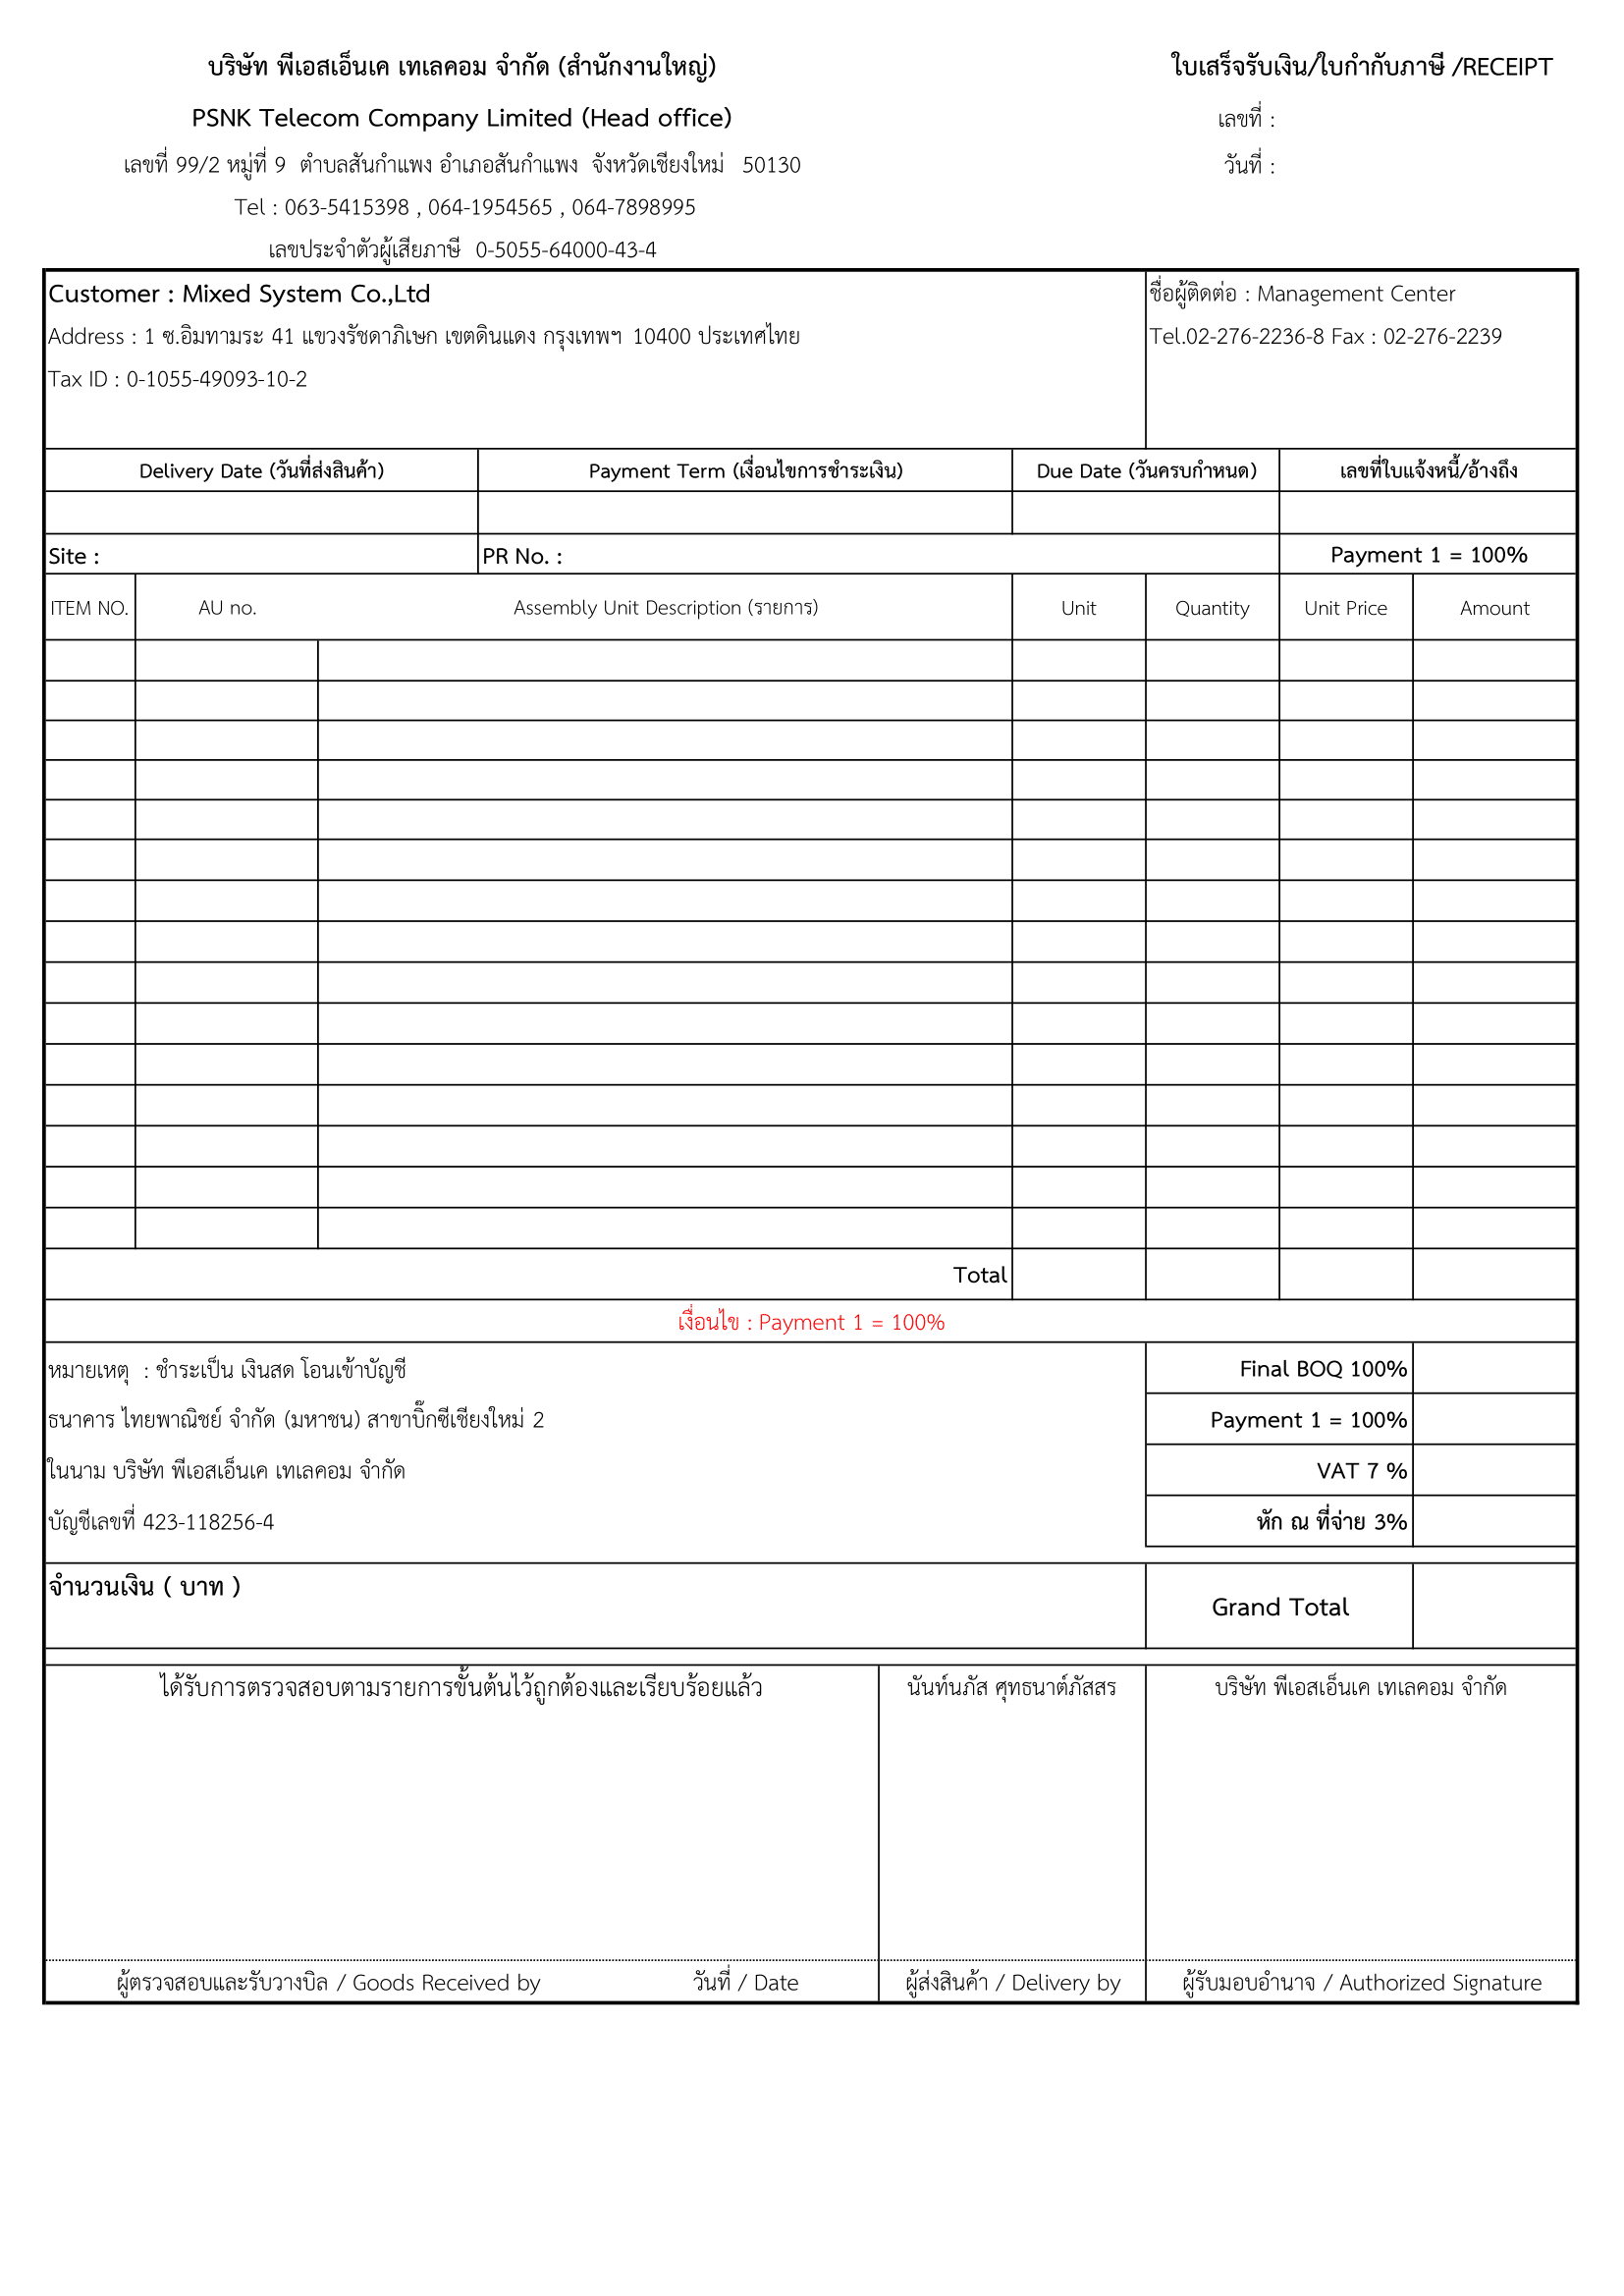 บริษัท พีเอสเอ็นเค เทเลคอม จำกัด (สำนักงานใหญ่)
ใบเสร็จรับเงิน/ใบกำกับภาษี /RECEIPT
PSNK Telecom Company Limited (Head office)
เลขที่ :
เลขที่ 99/2 หมู่ที่ 9 ตำบลสันกำแพง อำเภอสันกำแพง จังหวัดเชียงใหม่ 50130
วันที่ :
Tel : 063-5415398 , 064-1954565 , 064-7898995
เลขประจำตัวผู้เสียภาษี 0-5055-64000-43-4
Customer : Mixed System Co.,Ltd
ชื่อผู้ติดต่อ : Management Center
Address : 1 ซ.อิมทามระ 41 แขวงรัชดาภิเษก เขตดินแดง กรุงเทพฯ 10400 ประเทศไทย
Tel.02-276-2236-8 Fax : 02-276-2239
Tax ID : 0-1055-49093-10-2
Delivery Date (วันที่ส่งสินค้า) Payment Term (เงื่อนไขการชำระเงิน) Due Date (วันครบกำหนด) เลขที่ใบแจ้งหนี้/อ้างถึง
Site : PR No. : Payment 1 = 100%
ITEM NO. AU no. Assembly Unit Description (รายการ) Unit Quantity Unit Price Amount
Total
เงื่อนไข : Payment 1 = 100%
หมายเหตุ : ชำระเป็น เงินสด โอนเข้าบัญชี
Final BOQ 100%
ธนาคาร ไทยพาณิชย์ จำกัด (มหาชน) สาขาบิ๊กซีเชียงใหม่ 2
Payment 1 = 100%
ในนาม บริษัท พีเอสเอ็นเค เทเลคอม จำกัด
VAT 7 %
บัญชีเลขที่ 423-118256-4
หัก ณ ที่จ่าย 3%
จำนวนเงิน ( บาท )
Grand Total
ได้รับการตรวจสอบตามรายการขั้นต้นไว้ถูกต้องและเรียบร้อยแล้ว นันท์นภัส ศุทธนาต์ภัสสร บริษัท พีเอสเอ็นเค เทเลคอม จำกัด
ผู้ตรวจสอบและรับวางบิล / Goods Received by วันที่ / Date ผู้ส่งสินค้า / Delivery by ผู้รับมอบอำนาจ / Authorized Signature